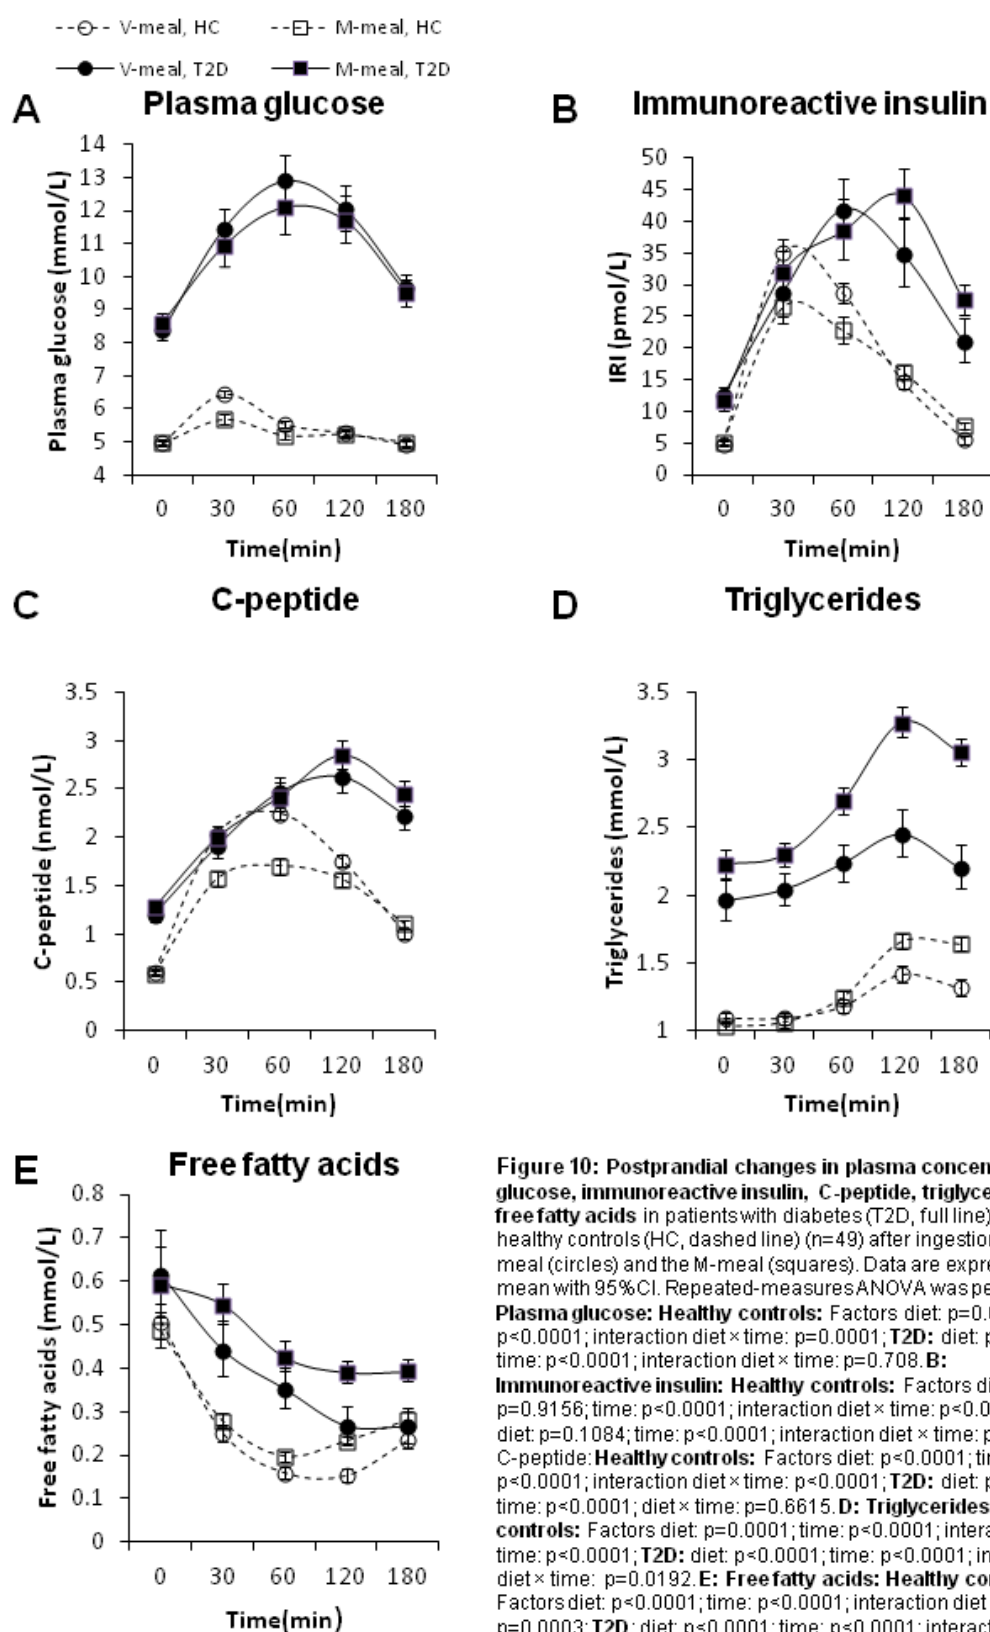 V-meal, HC M-meal, HC
V-meal, T2D M-meal, T2D
A Plasma glucose
Plasma glucose (mmol/L)
14
13
12
11
10
9
8
7
6
5
4
0 30 60 120 180
Time(min)
B Immunoreactive insulin
IRI (pmol/L)
50
45
40
35
30
25
20
15
10
5
0
0 30 60 120 180
Time(min)
C C-peptide
C-peptide (nmol/L)
3.5
3
2.5
2
1.5
1
0.5
0
0 30 60 120 180
Time(min)
D Triglycerides
Triglycerides (mmol/L)
3.5
3
2.5
2
1.5
1
0 30 60 120 180
Time(min)
E Free fatty acids
Free fatty acids (mmol/L)
0.8
0.7
0.6
0.5
0.4
0.3
0.2
0.1
0
0 30 60 120 180
Time(min)
Figure 10: Postprandial changes in plasma concen
glucose, immunoreactive insulin, C-peptide, triglyce
free fatty acids in patients with diabetes (T2D, full line)
healthy controls (HC, dashed line) (n=49) after ingestion
meal (circles) and the M-meal (squares). Data are expre
mean with 95%CI. Repeated-measures ANOVA was pe
Plasma glucose: Healthy controls: Factors diet: p=0.0
p<0.0001; interaction diet × time: p=0.0001; T2D: diet: p
time: p<0.0001; interaction diet × time: p=0.708. B:
Immunoreactive insulin: Healthy controls: Factors di
p=0.9156; time: p<0.0001; interaction diet × time: p<0.0
diet: p=0.1084; time: p<0.0001; interaction diet × time: p
C-peptide: Healthy controls: Factors diet: p<0.0001; tir
p<0.0001; interaction diet × time: p<0.0001; T2D: diet: p
time: p<0.0001; diet × time: p=0.6615. D: Triglycerides
controls: Factors diet: p=0.0001; time: p<0.0001; intera
time: p<0.0001; T2D: diet: p<0.0001; time: p<0.0001; in
diet × time: p=0.0192. E: Free fatty acids: Healthy co
Factors diet: p<0.0001; time: p<0.0001; interaction diet
p=0.0003; T2D: diet: p<0.0001; time: p<0.0001; interact